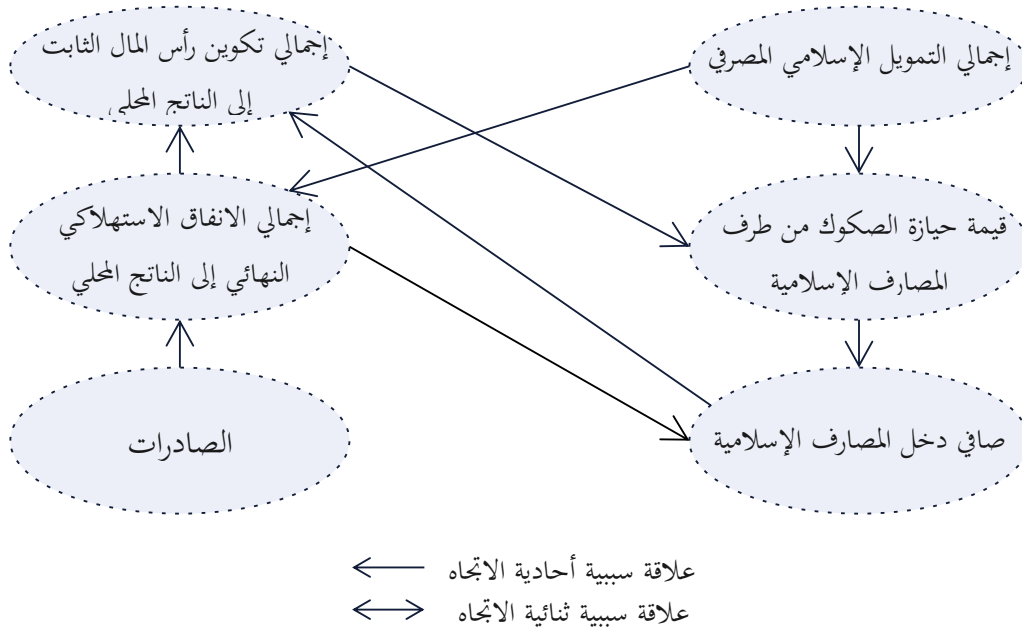 إجمالي التمويل الإسلامي المصرفي
إجمالي تكوين رأس المال الثابت
إلى الناتج المحلي
قيمة حيازة الصكوك من طرف
المصارف الإسلامية
إجمالي الانفاق الاستهلاكي
النهائي إلى الناتج المحلي
صافي دخل المصارف الإسلامية
الصادرات
علاقة سببية أحادية الاتجاه
علاقة سببية ثنائية الاتجاه